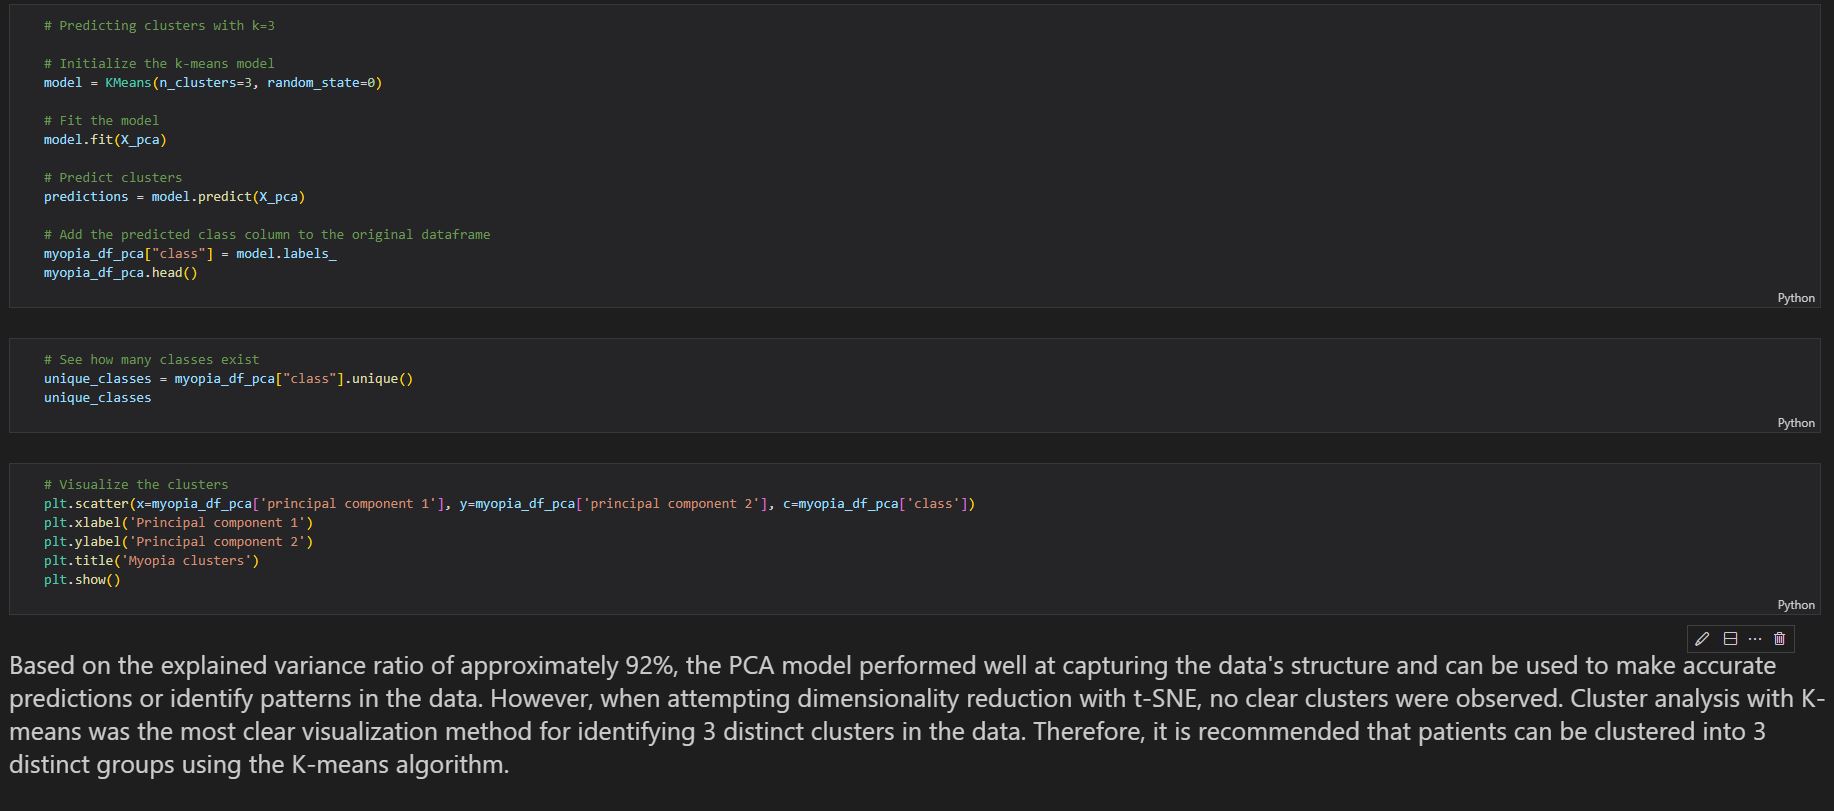 # Predicting clusters with k=3
# Initialize the k-means model
model = KMeans(n_clusters=3, random_state=0)
# Fit the model
model.fit(X_pca)
# Predict clusters
predictions = model.predict(X_pca)
# Add the predicted class column to the original dataframe
myopia_df_pca["class"] = model.labels_
myopia_df_pca.head()
Python
# See how many classes exist
unique_classes = myopia_df_pca["class"].unique()
unique_classes
Python
# Visualize the clusters
plt.scatter(x=myopia_df_pca['principal component 1'], y=myopia_df_pca['principal component 2'], c=myopia_df_pca['class'])
plt.xlabel('Principal component 1')
plt.ylabel('Principal component 2')
plt.title('Myopia clusters')
plt.show()
Python
Based on the explained variance ratio of approximately 92%, the PCA model performed well at capturing the data's structure and can be used to make accurate
predictions or identify patterns in the data. However, when attempting dimensionality reduction with t-SNE, no clear clusters were observed. Cluster analysis with K-
means was the most clear visualization method for identifying 3 distinct clusters in the data. Therefore, it is recommended that patients can be clustered into 3
distinct groups using the K-means algorithm.